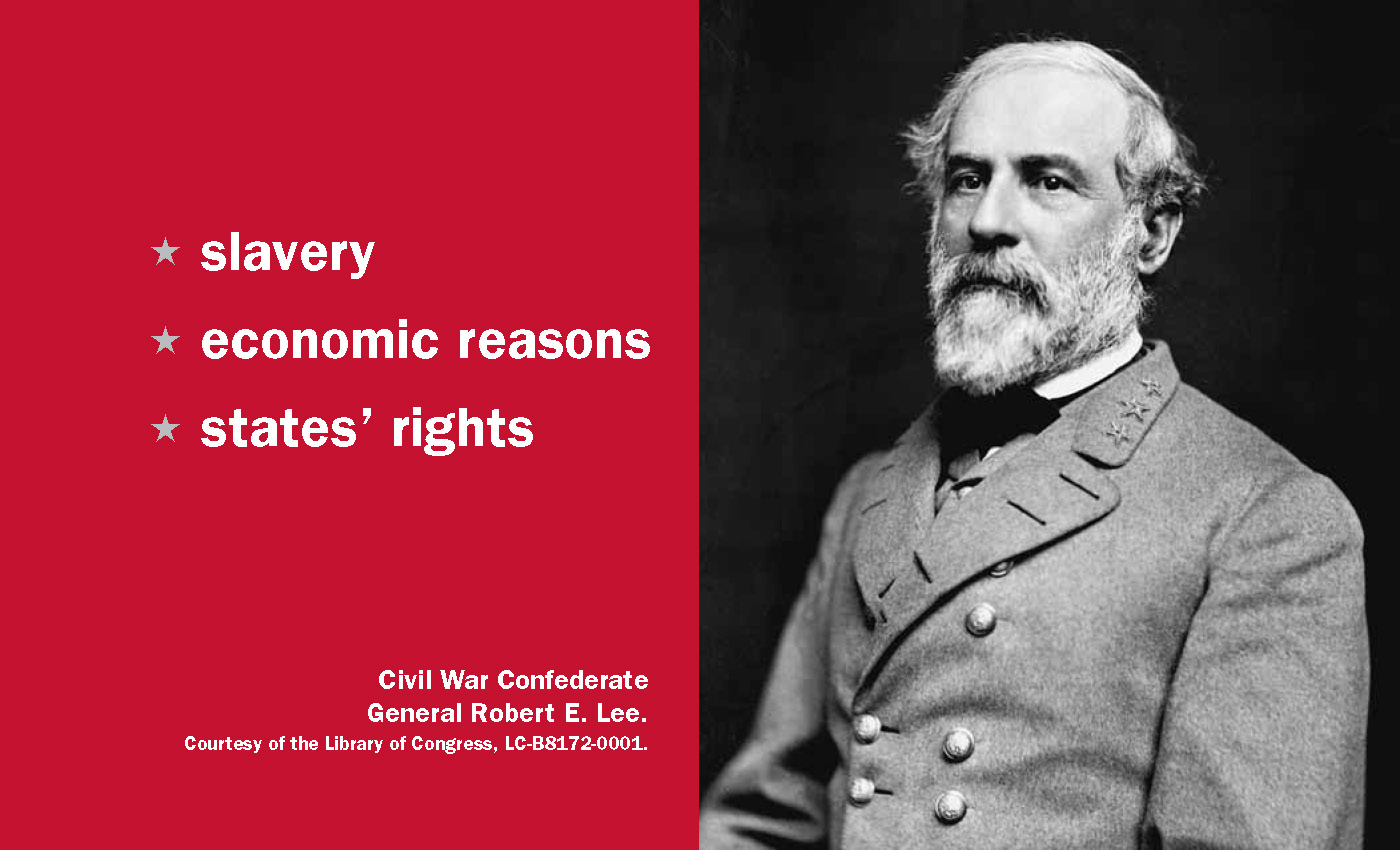 slavery
economic reasons
states’ rights
Civil War Confederate
General Robert E. Lee.
Courtesy of the Library of Congress, LC-B8172-0001.